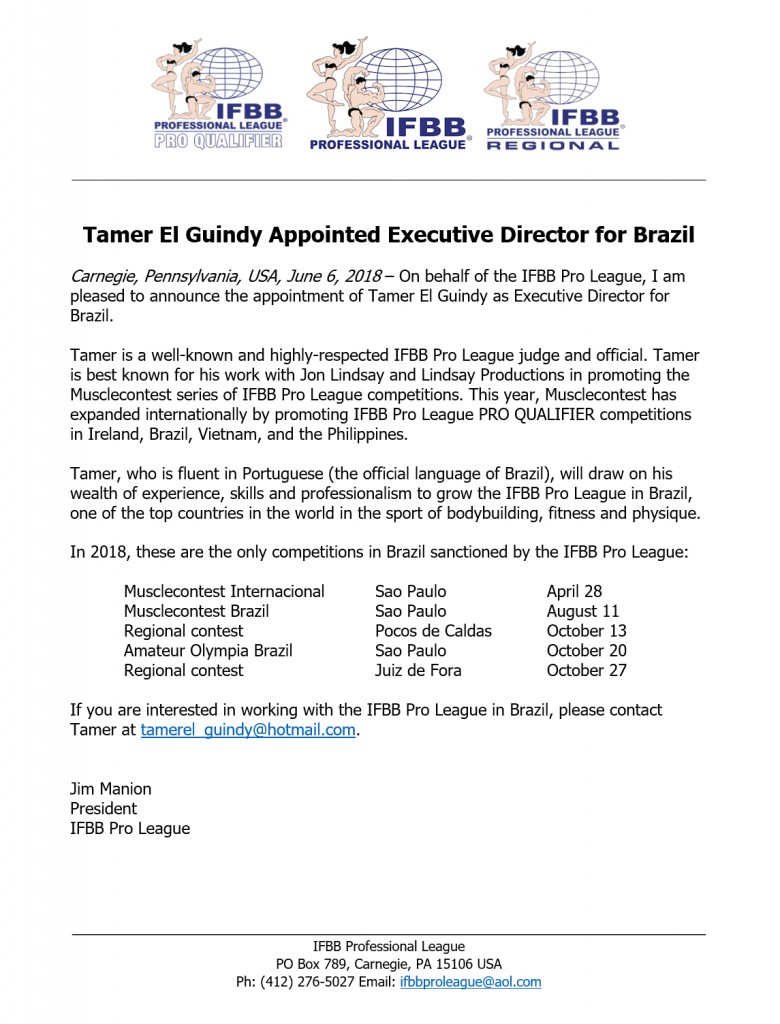 IFBB
PROFESSIONAL LEAGUE®
PRO QUALIFIER
IFBB
PROFESSIONAL LEAGUE®
IFBB
PROFESSIONAL LEAGUE®
REGIONAL
Tamer El Guindy Appointed Executive Director for Brazil
Carnegie, Pennsylvania, USA, June 6, 2018 – On behalf of the IFBB Pro League, I am
pleased to announce the appointment of Tamer El Guindy as Executive Director for
Brazil.
Tamer is a well-known and highly-respected IFBB Pro League judge and official. Tamer
is best known for his work with Jon Lindsay and Lindsay Productions in promoting the
Musclecontest series of IFBB Pro League competitions. This year, Musclecontest has
expanded internationally by promoting IFBB Pro League PRO QUALIFIER competitions
in Ireland, Brazil, Vietnam, and the Philippines.
Tamer, who is fluent in Portuguese (the official language of Brazil), will draw on his
wealth of experience, skills and professionalism to grow the IFBB Pro League in Brazil,
one of the top countries in the world in the sport of bodybuilding, fitness and physique.
In 2018, these are the only competitions in Brazil sanctioned by the IFBB Pro League:
Musclecontest Internacional Sao Paulo April 28
Musclecontest Brazil Sao Paulo August 11
Regional contest Pocos de Caldas October 13
Amateur Olympia Brazil Sao Paulo October 20
Regional contest Juiz de Fora October 27
If you are interested in working with the IFBB Pro League in Brazil, please contact
Tamer at tamerel_guindy@hotmail.com.
Jim Manion
President
IFBB Pro League
IFBB Professional League
PO Box 789, Carnegie, PA 15106 USA
Ph: (412) 276-5027 Email: ifbbproleague@aol.com